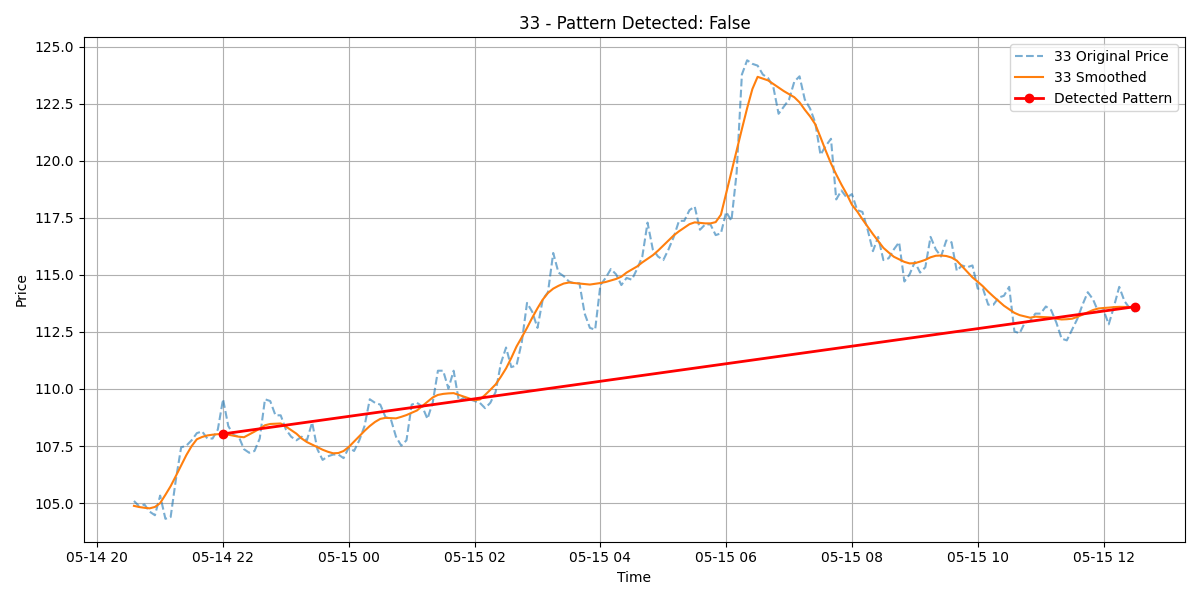 33 - Pattern Detected: False
33 Original Price
33 Smoothed
Detected Pattern
Price
125.0
122.5
120.0
117.5
115.0
112.5
110.0
107.5
105.0
05-14 20 05-14 22 05-15 00 05-15 02 05-15 04 05-15 06 05-15 08 05-15 10 05-15 12
Time